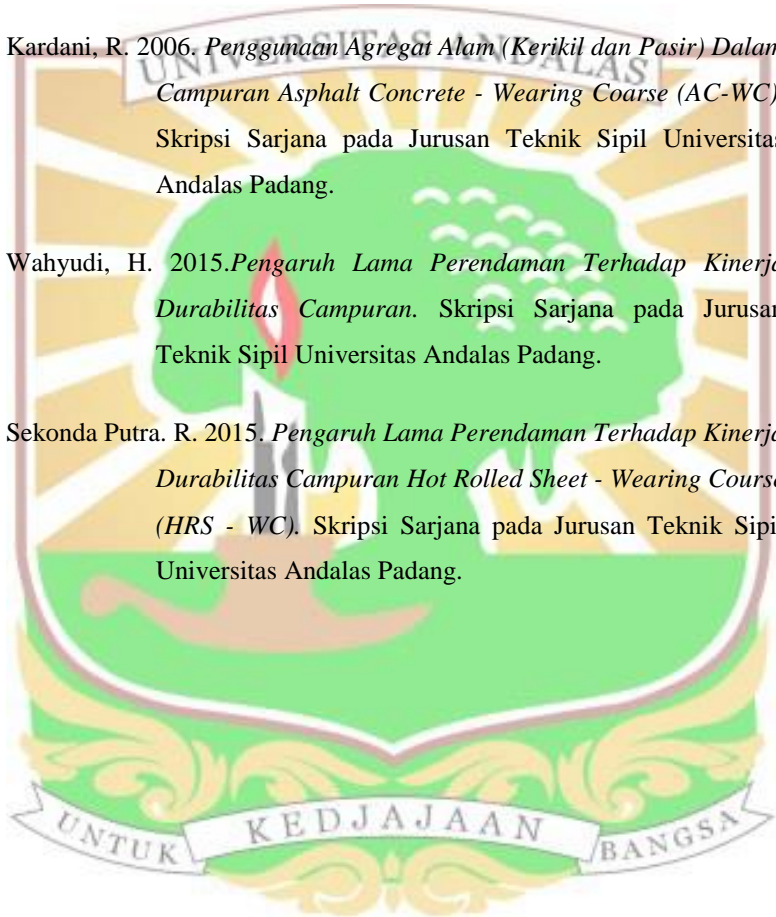 UNIVERSITAS ANDALAS
Kardani, R. 2006. Penggunaan Agregat Alam (Kerikil dan Pasir) Dalam
Campuran Asphalt Concrete - Wearing Coarse (AC-WC)
Skripsi Sarjana pada Jurusan Teknik Sipil Universitas
Andalas Padang.
Wahyudi, H. 2015.Pengaruh Lama Perendaman Terhadap Kinerja
Durabilitas Campuran. Skripsi Sarjana pada Jurusan
Teknik Sipil Universitas Andalas Padang.
Sekonda Putra. R. 2015. Pengaruh Lama Perendaman Terhadap Kinerja
Durabilitas Campuran Hot Rolled Sheet - Wearing Course
(HRS - WC). Skripsi Sarjana pada Jurusan Teknik Sipil
Universitas Andalas Padang.
UNTUK KEDJAJAAN BANGSA